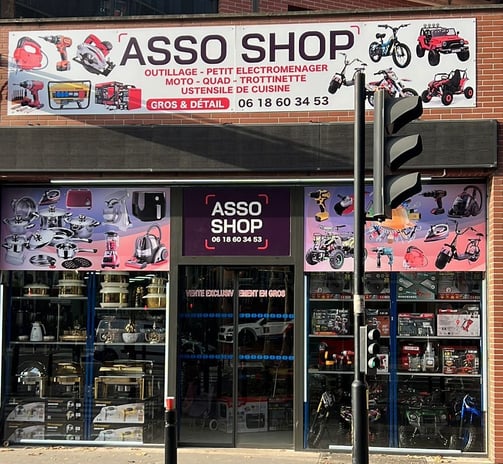 ASSO SHOP
OUTILLAGE - PETIT ELECTROMENAGER
MOTO - QUAD - TROTTINETTE
USTENSILE DE CUISINE
GROS & DÉTAIL 06 18 60 34 53
ASSO
SHOP
06 18 60 34 53
VENTE EXCLUSIVEMENT EN GROS